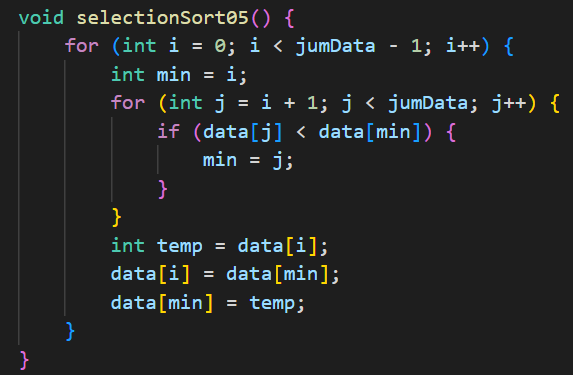 void selectionSort05() {
    for (int i = 0; i < jumData - 1; i++) {
        int min = i;
        for (int j = i + 1; j < jumData; j++) {
            if (data[j] < data[min]) {
                min = j;
            }
        }
        int temp = data[i];
        data[i] = data[min];
        data[min] = temp;
    }
}